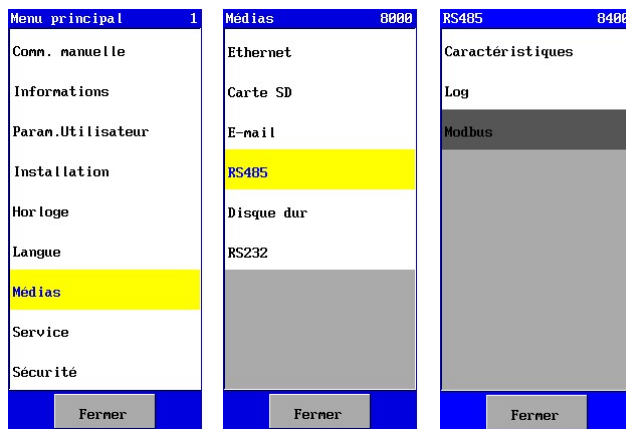 Menu principal 1
Comm. manuelle
Informations
Param.Utilisateur
Installation
Horloge
Langue
Médias
Service
Sécurité
Fermer
Médias 8000
Ethernet
Carte SD
E-mail
RS485
Disque dur
RS232
Fermer
RS485 8400
Caractéristiques
Log
Modbus
Fermer